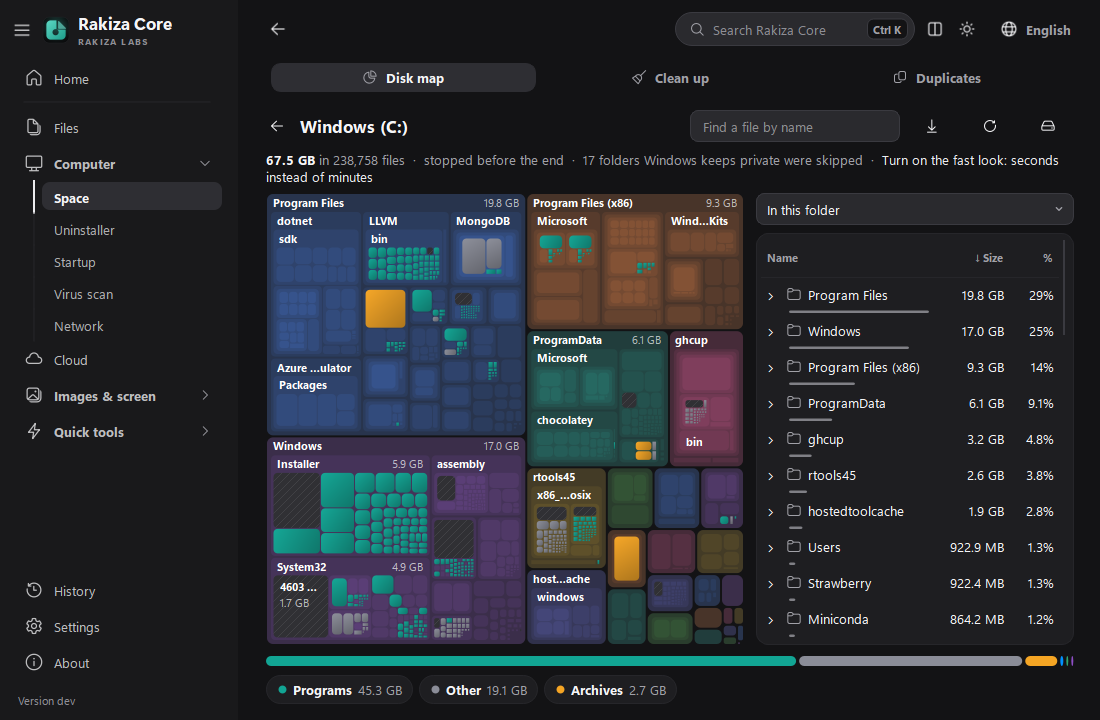 Rakiza Core
RAKIZA LABS
Search Rakiza Core
Ctrl K
English
Home
Files
Computer
Space
Uninstaller
Startup
Virus scan
Network
Cloud
Images & screen
Quick tools
History
Settings
About
Version dev
Disk map
Clean up
Duplicates
Windows (C:)
Find a file by name
67.5 GB in 238,758 files · stopped before the end · 17 folders Windows keeps private were skipped · Turn on the fast look: seconds
instead of minutes
Program Files 19.8 GB
dotnet
sdk
LLVM
bin
MongoDB
Azure ...ulator
Packages
Windows 17.0 GB
Installer 5.9 GB
assembly
System32 4.9 GB
4603 ...
1.7 GB
Program Files (x86) 9.3 GB
Microsoft
Wind...Kits
ProgramData 6.1 GB
Microsoft
chocolatey
ghcup
bin
rtools45
x86_...osix
host...ache
windows
In this folder
Name ↓ Size %
Program Files 19.8 GB 29%
Windows 17.0 GB 25%
Program Files (x86) 9.3 GB 14%
ProgramData 6.1 GB 9.1%
ghcup 3.2 GB 4.8%
rtools45 2.6 GB 3.8%
hostedtoolcache 1.9 GB 2.8%
Users 922.9 MB 1.3%
Strawberry 922.4 MB 1.3%
Miniconda 864.2 MB 1.2%
Programs 45.3 GB
Other 19.1 GB
Archives 2.7 GB